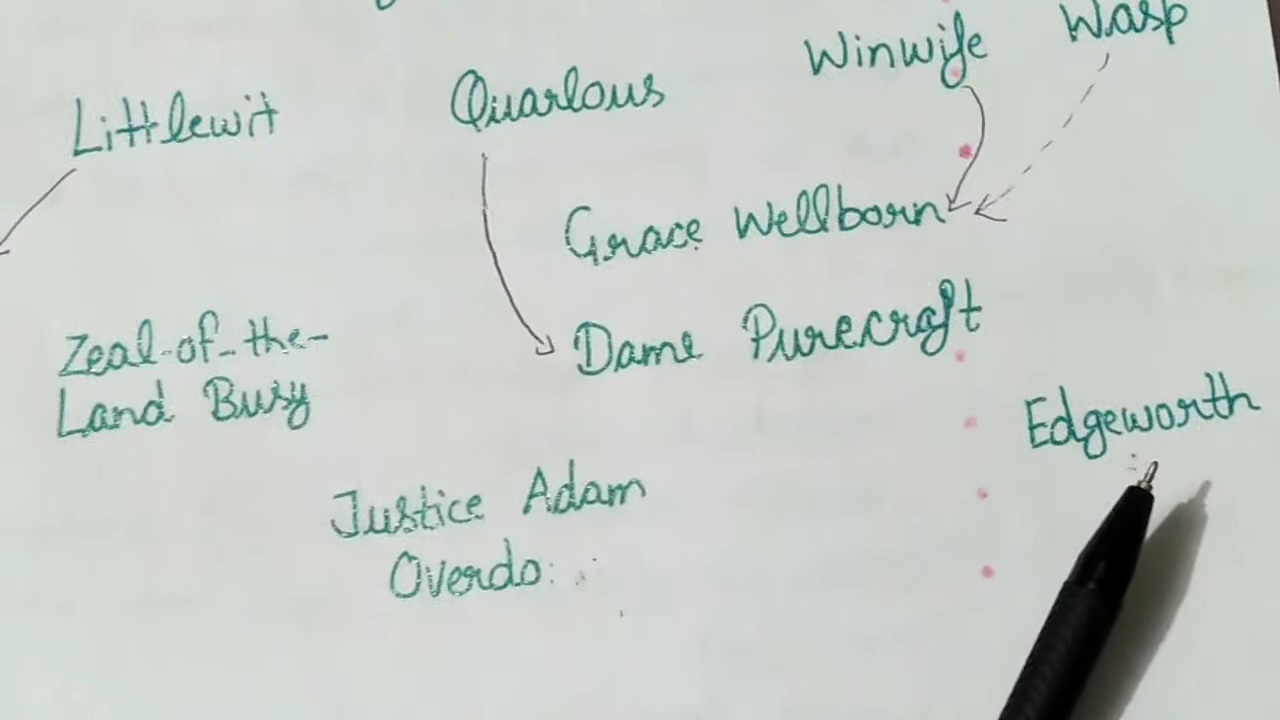 Winwife Wasp
Littlewit Quarlous
Grace Wellborn
Zeal-of-the-
Land Busy
Dame Purecraft
Edgeworth
Justice Adam
Overdo: